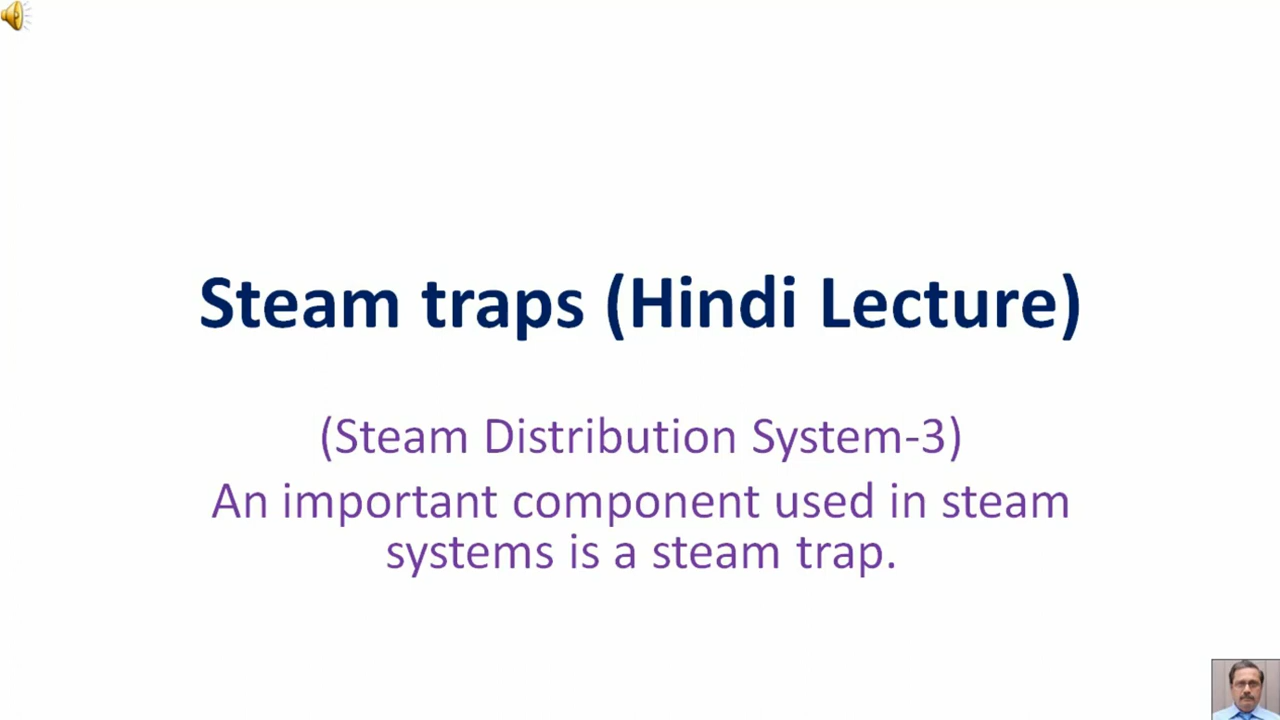 Steam traps (Hindi Lecture)
(Steam Distribution System-3)
An important component used in steam
systems is a steam trap.